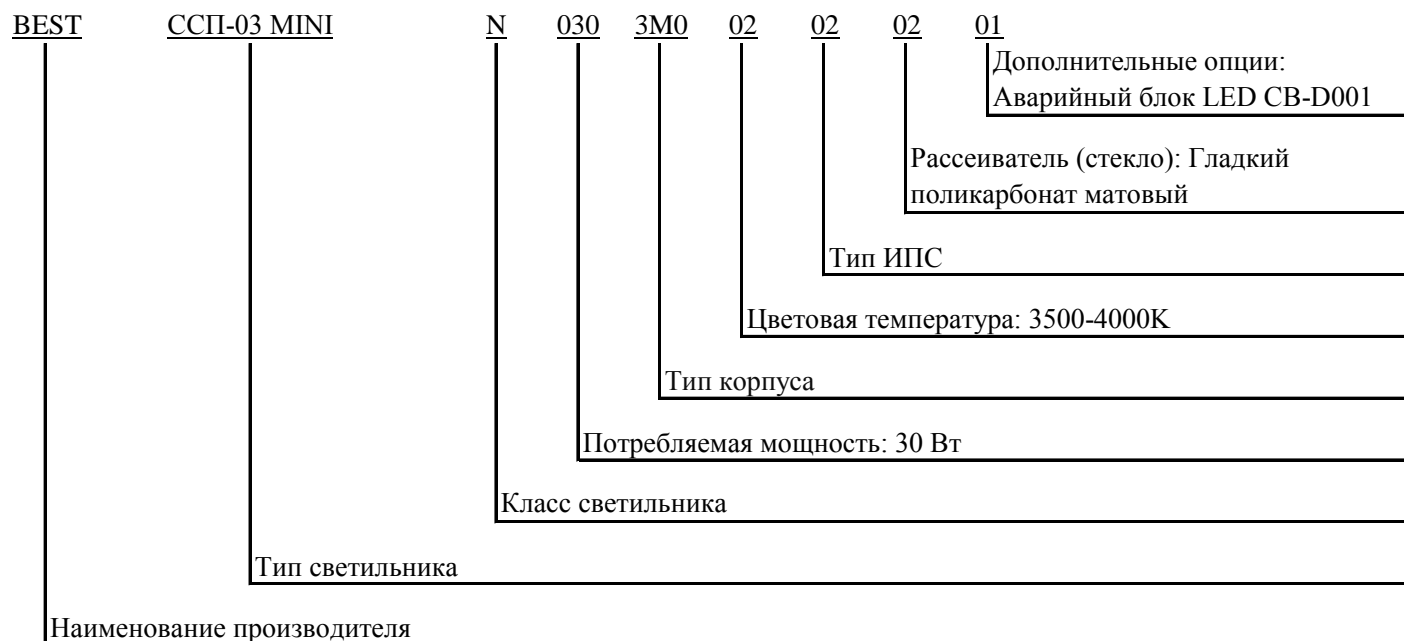 BEST ССП-03 MINI N 030 3М0 02 02 02 01
Дополнительные опции:
Аварийный блок LED CB-D001
Рассеиватель (стекло): Гладкий
поликарбонат матовый
Тип ИПС
Цветовая температура: 3500-4000К
Тип корпуса
Потребляемая мощность: 30 Вт
Класс светильника
Тип светильника
Наименование производителя